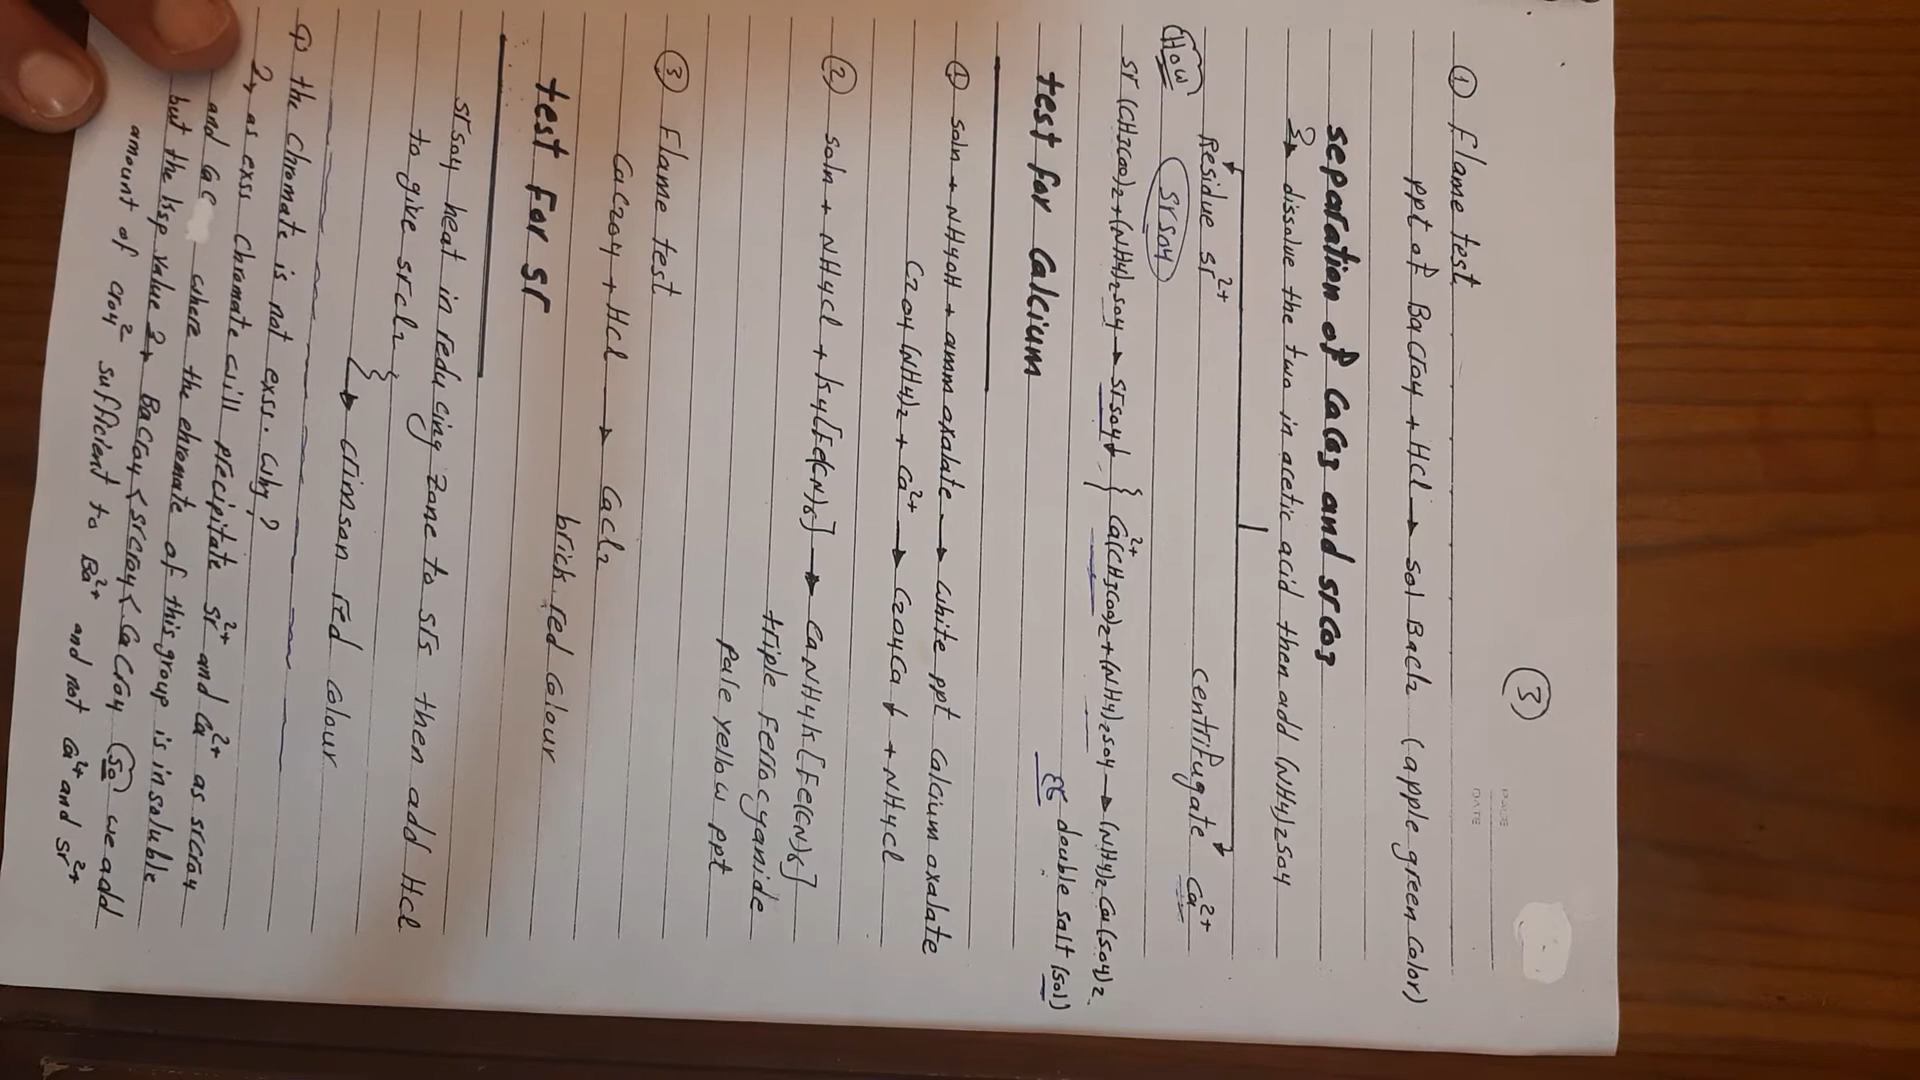 ③
PAGE
DATE
① Flame test
ppt of BaCro4 + HCl → sol Bacl2 (apple green color)
separation of CaCo3 and srco3
2+ dissolve the two in acetic acid then add (NH4)2so4
Residue sr2+ centrifugate Ca2+
How srso4
sr(CH3coo)2+(NH4)2so4 → srso4↓ } Ca2+(CH3coo)2+(NH4)2so4 → (NH4)2Ca(so4)2
double salt (sol)
test for Calcium
① soln + NH4oH + amm oxalate → white ppt calcium oxalate
C2o4(NH4)2 + Ca2+ → C2o4Ca↓ + NH4cl
② soln + NH4cl + K4[Fe(CN)6] → CaNH4K[Fe(CN)6]
triple Ferrocyanide
Pale yellow ppt
③ Flame test
CaC2o4 + HCl → Cacl2
brick red colour
test For sr
srso4 heat in reducing zone to srs then add HCl
to give srcl2 } → crimson red colour
φ the chromate is not exss. why?
2+ as exss chromate will precipitate sr2+ and Ca2+ as srcro4
and CaC where the chromate of this group is insoluble
but the Ksp value 3+ Bacro4 < srcro4 < CaCro4 so we add
amount of cro42 sufficient to Ba2+ and not Ca2+ and sr2+